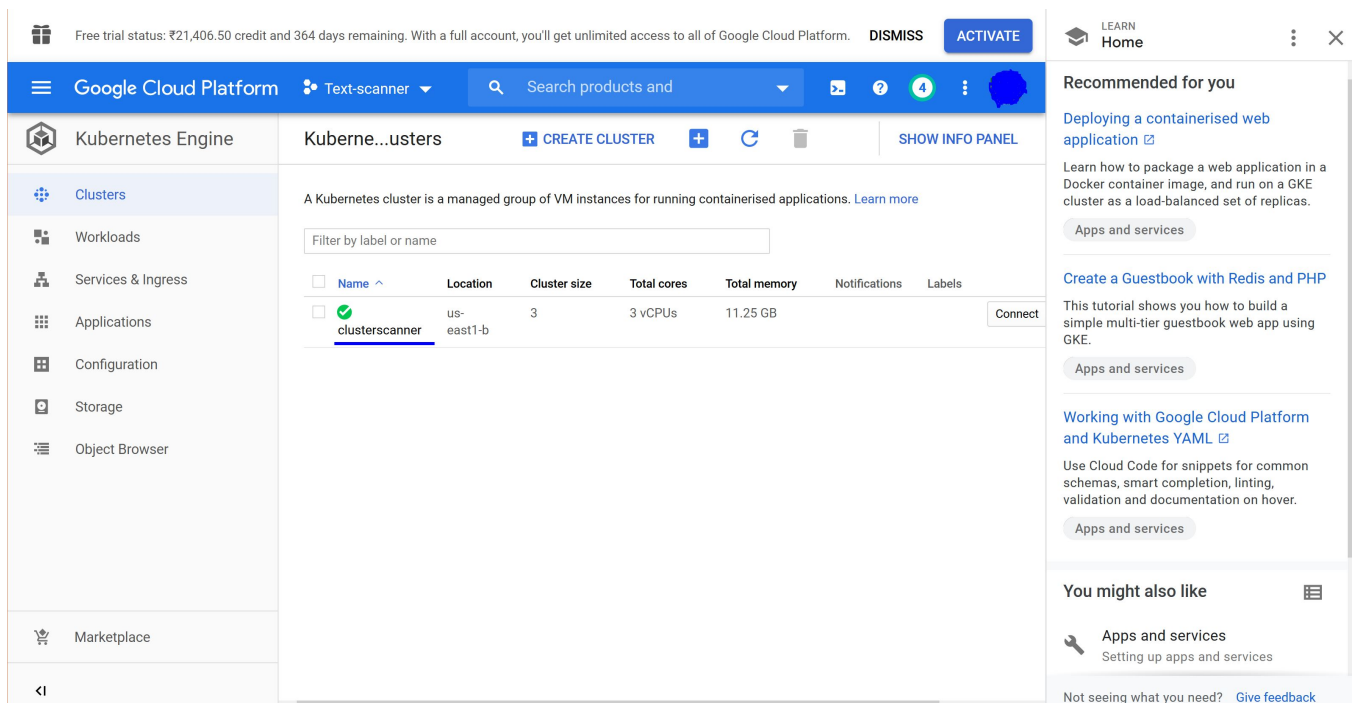 Free trial status: ₹21,406.50 credit and 364 days remaining. With a full account, you'll get unlimited access to all of Google Cloud Platform. DISMISS ACTIVATE
Google Cloud Platform Text-scanner Search products and 4
Kubernetes Engine
Clusters
Workloads
Services & Ingress
Applications
Configuration
Storage
Object Browser
Marketplace
Kuberne...usters CREATE CLUSTER SHOW INFO PANEL
A Kubernetes cluster is a managed group of VM instances for running containerised applications. Learn more
Filter by label or name
Name Location Cluster size Total cores Total memory Notifications Labels
clusterscanner us-east1-b 3 3 vCPUs 11.25 GB Connect
LEARN
Home
Recommended for you
Deploying a containerised web
application
Learn how to package a web application in a
Docker container image, and run on a GKE
cluster as a load-balanced set of replicas.
Apps and services
Create a Guestbook with Redis and PHP
This tutorial shows you how to build a
simple multi-tier guestbook web app using
GKE.
Apps and services
Working with Google Cloud Platform
and Kubernetes YAML
Use Cloud Code for snippets for common
schemas, smart completion, linting,
validation and documentation on hover.
Apps and services
You might also like
Apps and services
Setting up apps and services
Not seeing what you need? Give feedback